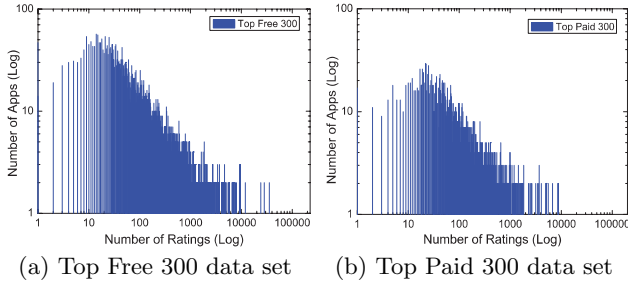 100
10
1
Number of Apps (Log)
Top Free 300
1 10 100 1000 10000 100000
Number of Ratings (Log)
(a) Top Free 300 data set
100
10
1
Number of Apps (Log)
Top Paid 300
1 10 100 1000 10000 100000
Number of Ratings (Log)
(b) Top Paid 300 data set